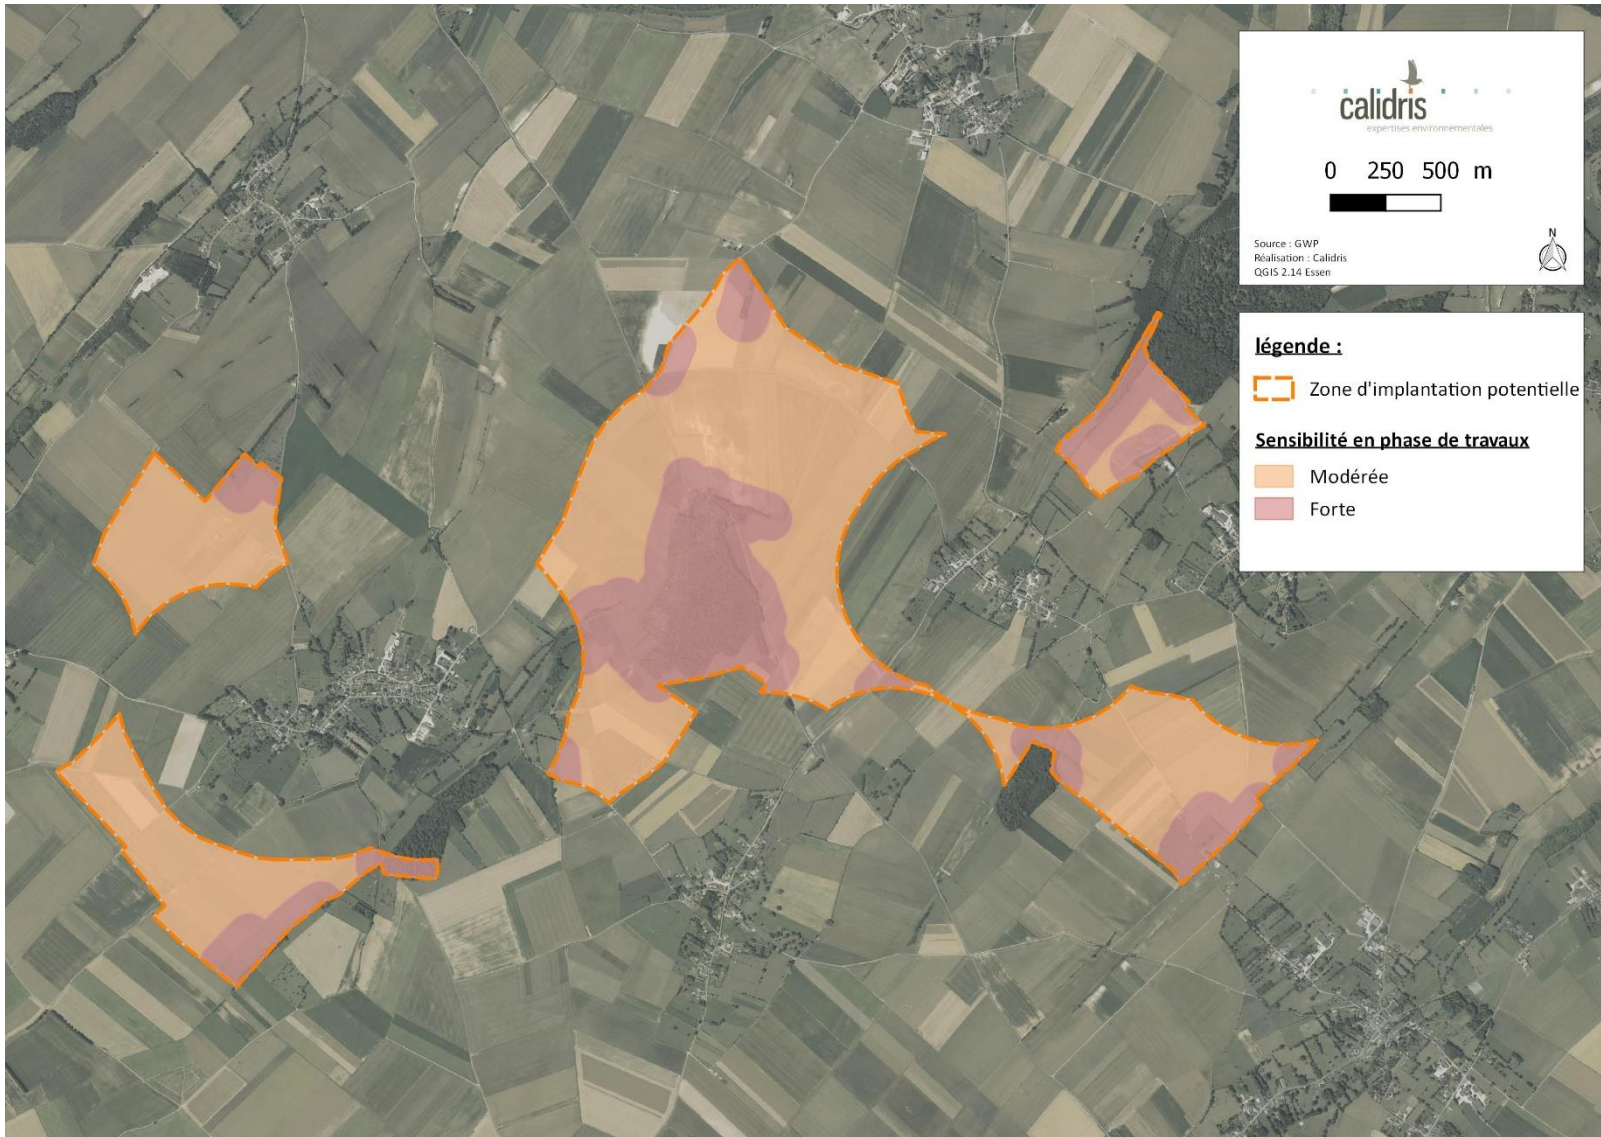 calidris
expertises environnementales
0 250 500 m
Source : GWP
Réalisation : Calidris
QGIS 2.14 Essen
N
légende :
Zone d'implantation potentielle
Sensibilité en phase de travaux
Modérée
Forte